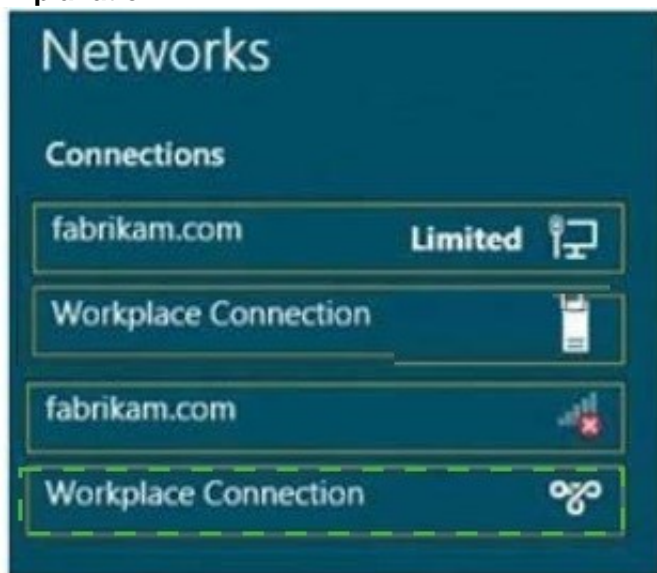 Networks
Connections
fabrikam.com Limited
Workplace Connection
fabrikam.com
Workplace Connection